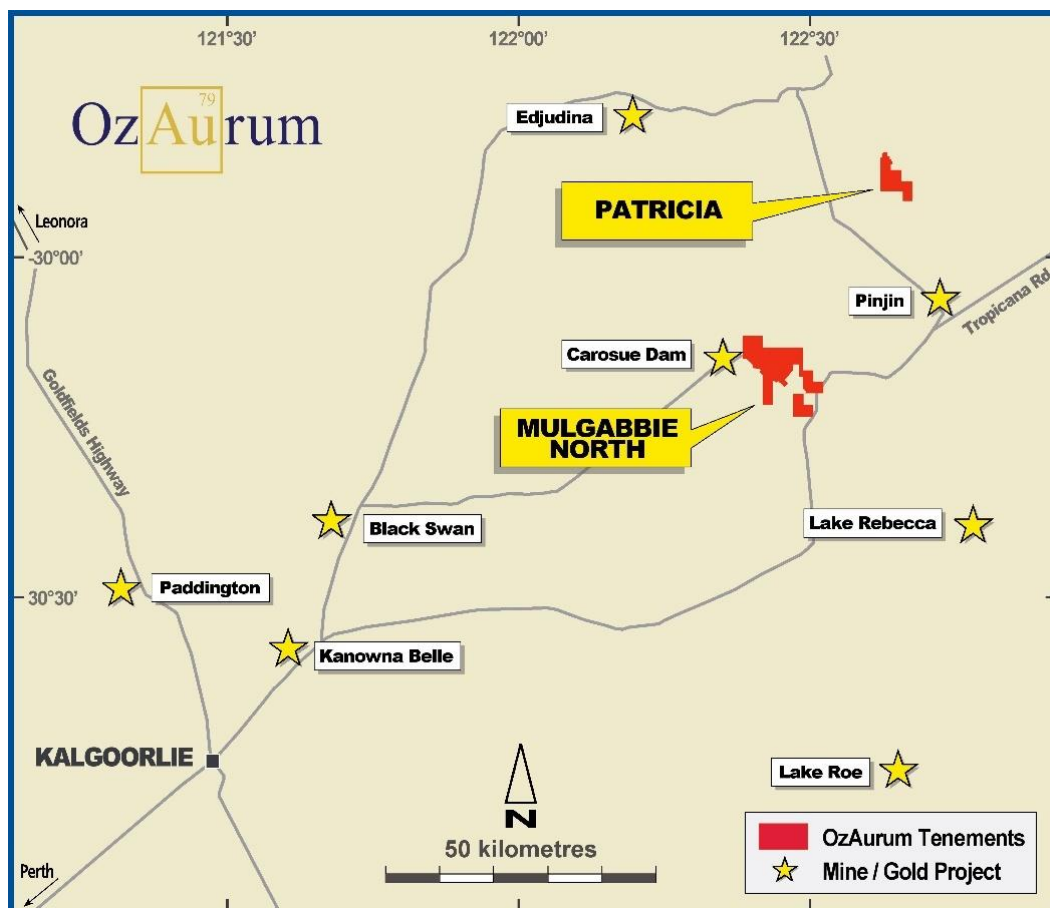 121°30'
122°00'
122°30'
79
OzAurum
Edjudina
PATRICIA
Leonora
-30°00'
Pinjin
Tropicana Rd
Carosue Dam
Goldfields Highway
MULGABBIE
NORTH
Black Swan
Lake Rebecca
Paddington
30°30'
Kanowna Belle
KALGOORLIE
Lake Roe
N
50 kilometres
OzAurum Tenements
Mine / Gold Project
Perth